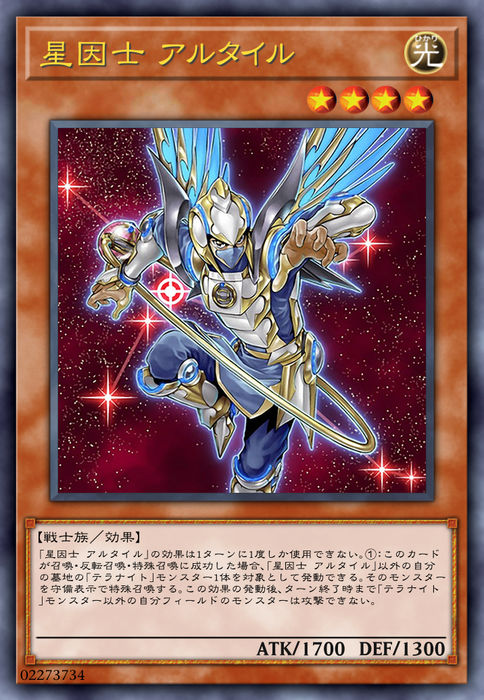 星因士 アルタイル
ひかり
光
【戦士族／効果】
「星因士 アルタイル」の効果は1ターンに1度しか使用できない。①:このカード
が召喚・反転召喚・特殊召喚に成功した場合、「星因士 アルタイル」以外の自分
の墓地の「テラナイト」モンスター1体を対象として発動できる。そのモンスター
を守備表示で特殊召喚する。この効果の発動後、ターン終了時まで「テラナイト」
モンスター以外の自分フィールドのモンスターは攻撃できない。
ATK/1700 DEF/1300
02273734